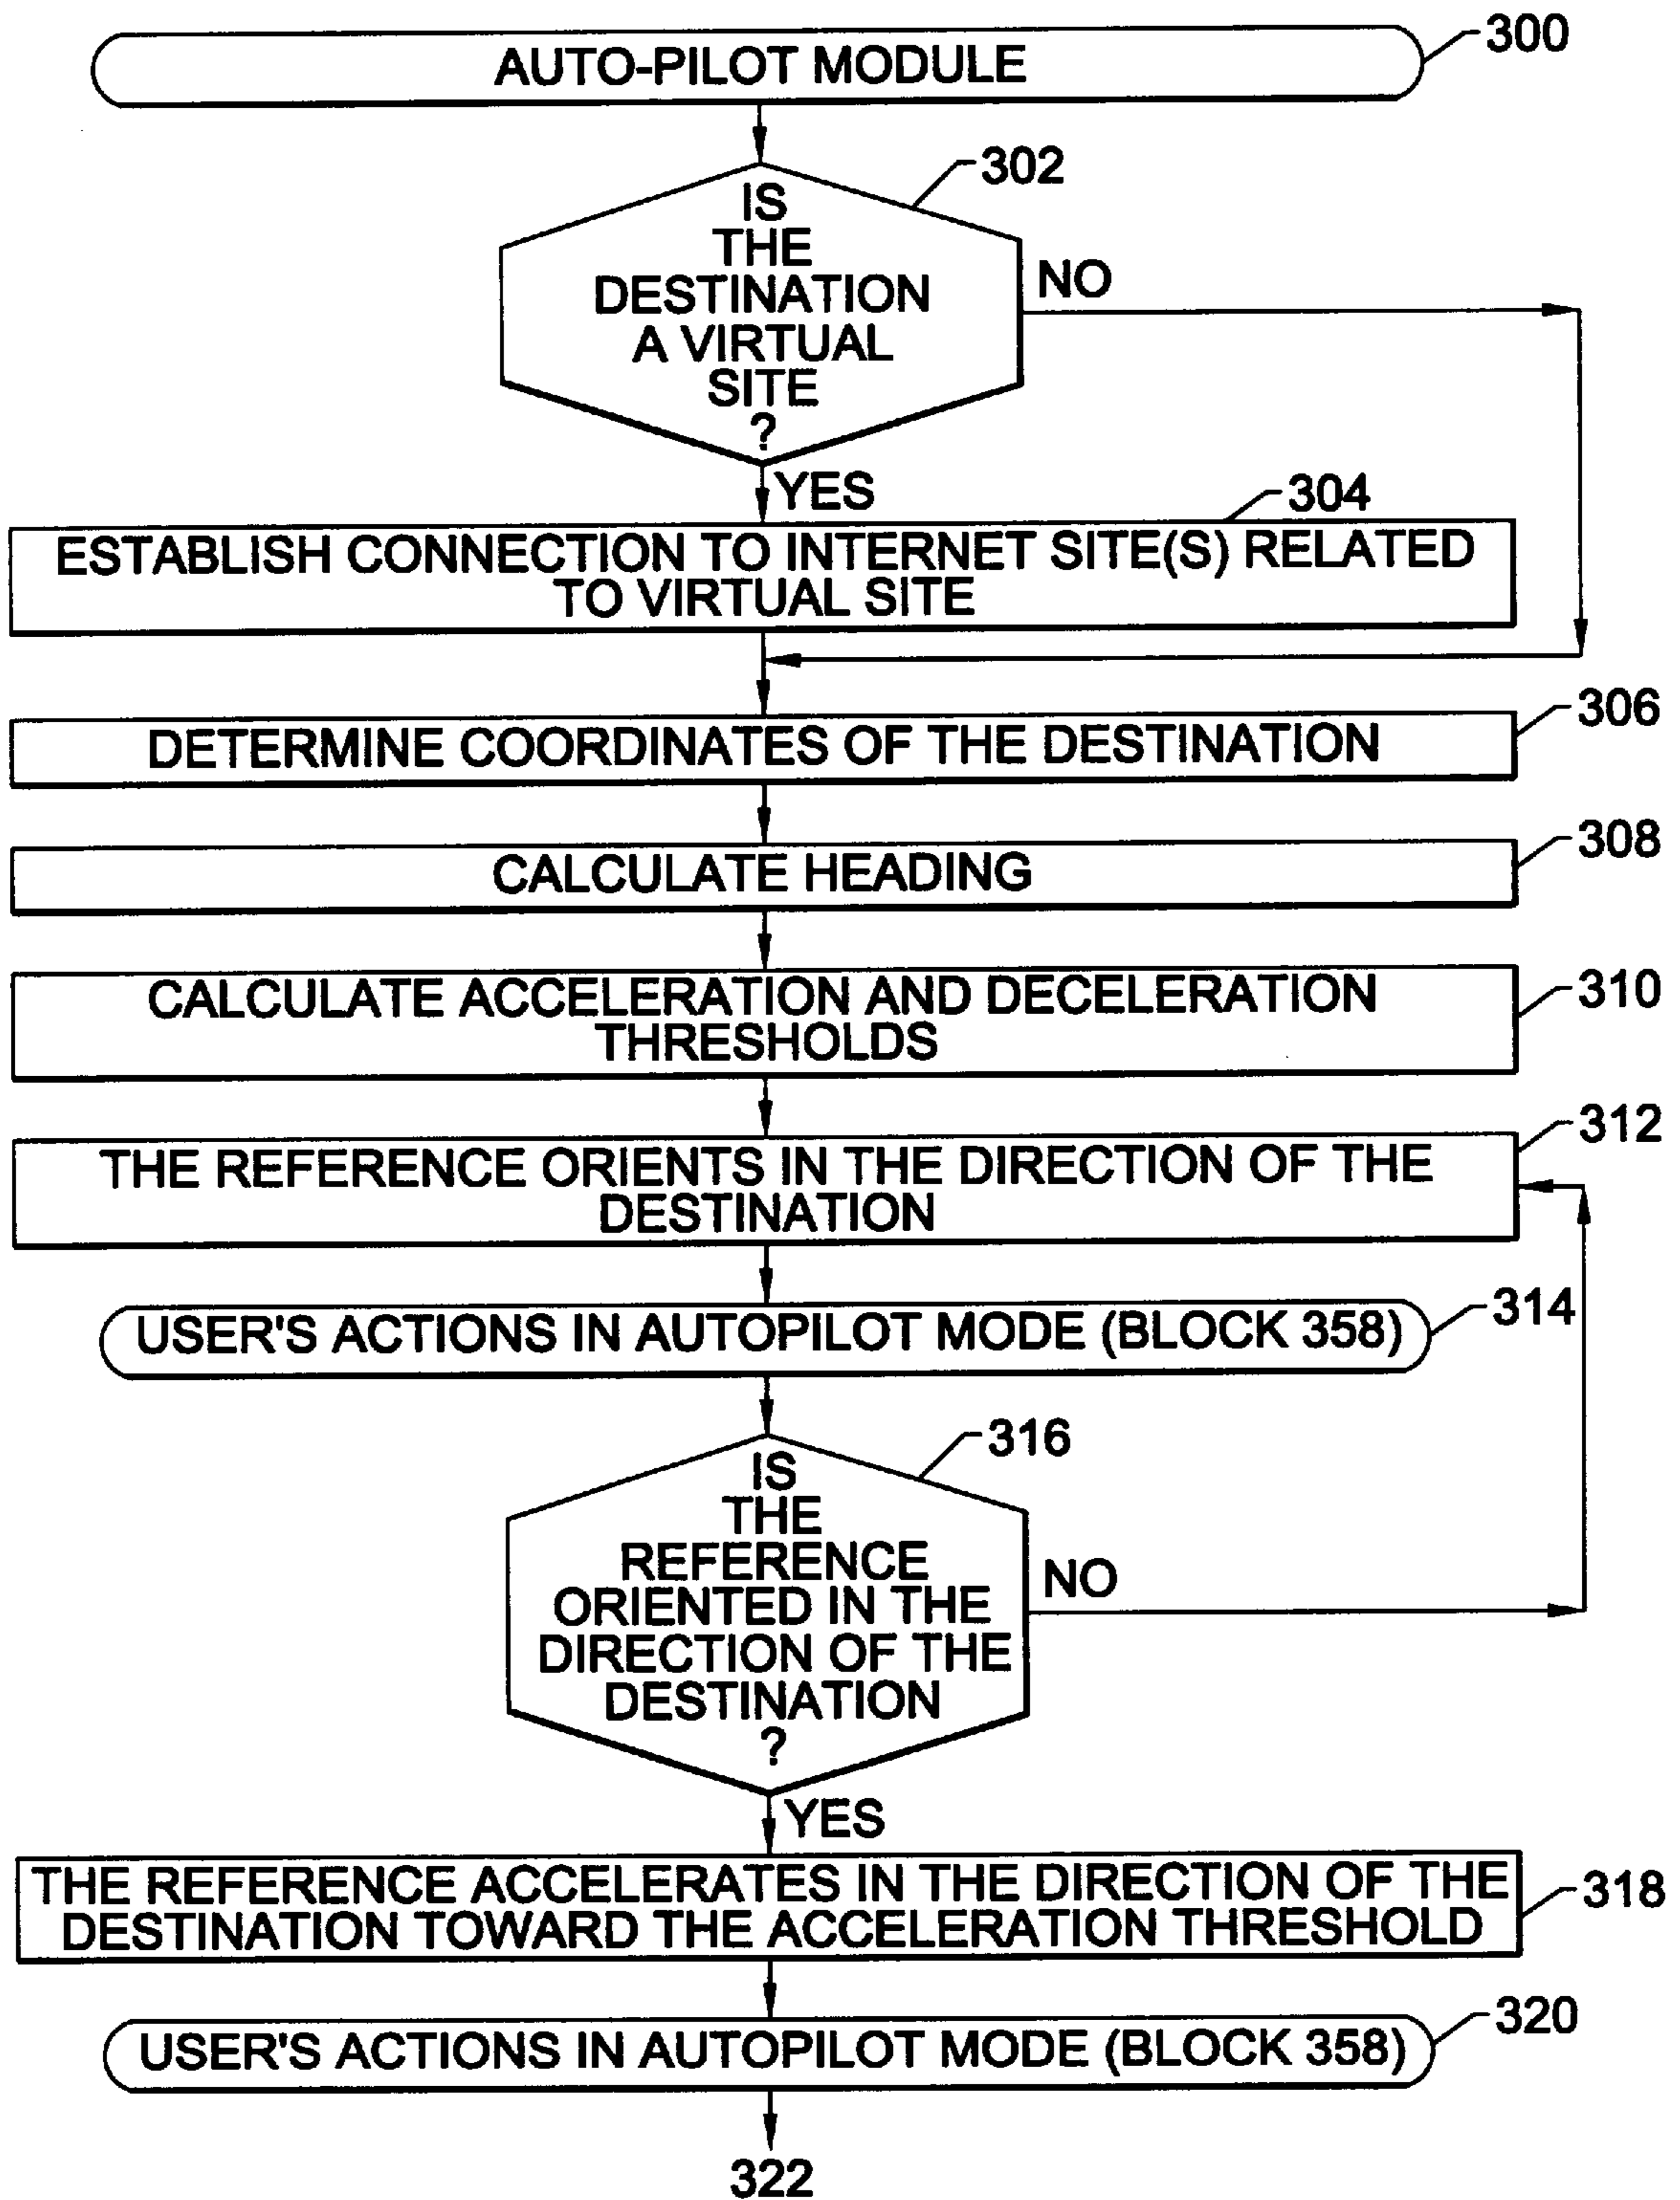 AUTO-PILOT MODULE
300
302
IS
THE
DESTINATION
A VIRTUAL
SITE
?
NO
YES
304
ESTABLISH CONNECTION TO INTERNET SITE(S) RELATED
TO VIRTUAL SITE
306
DETERMINE COORDINATES OF THE DESTINATION
308
CALCULATE HEADING
310
CALCULATE ACCELERATION AND DECELERATION
THRESHOLDS
312
THE REFERENCE ORIENTS IN THE DIRECTION OF THE
DESTINATION
314
USER'S ACTIONS IN AUTOPILOT MODE (BLOCK 358)
316
IS
THE
REFERENCE
ORIENTED IN THE
DIRECTION OF THE
DESTINATION
?
NO
YES
THE REFERENCE ACCELERATES IN THE DIRECTION OF THE
DESTINATION TOWARD THE ACCELERATION THRESHOLD
318
320
USER'S ACTIONS IN AUTOPILOT MODE (BLOCK 358)
322